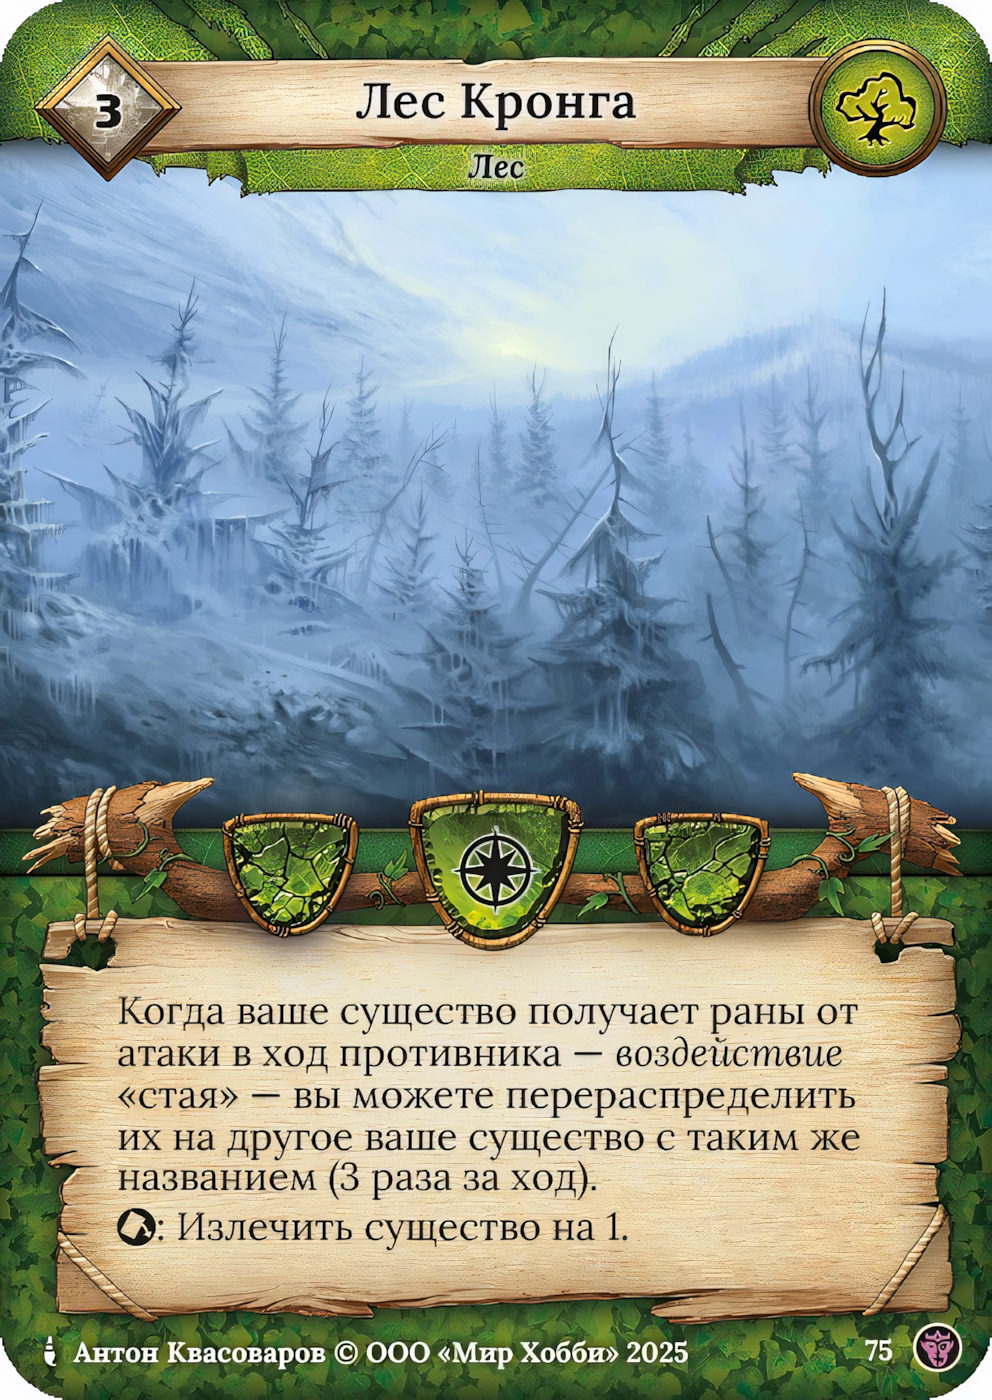 3
Лес Кронга
Лес
Когда ваше существо получает раны от
атаки в ход противника — воздействие
«стая» — вы можете перераспределить
их на другое ваше существо с таким же
названием (3 раза за ход).
: Излечить существо на 1.
Антон Квасоваров © ООО «Мир Хобби» 2025
75